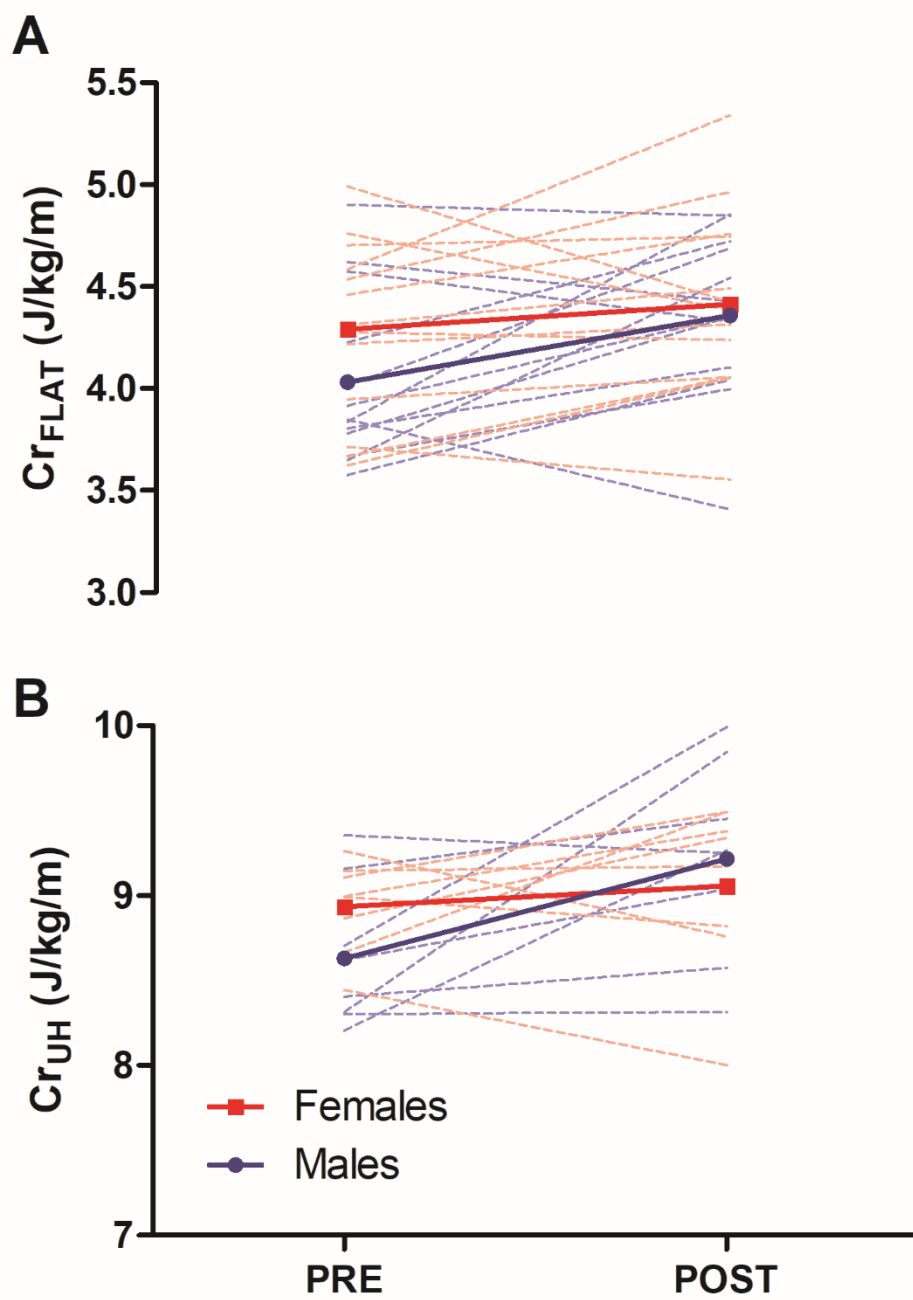 A
5.5
5.0
4.5
4.0
3.5
3.0
CrFLAT (J/kg/m)
B
10
9
8
7
CrUH (J/kg/m)
Females
Males
PRE POST